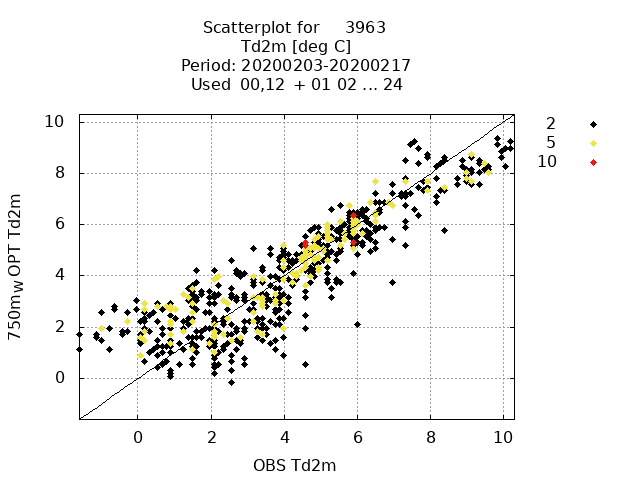 Scatterplot for 3963
Td2m [deg C]
Period: 20200203-20200217
Used 00,12 + 01 02 ... 24
2
5
10
10
8
6
4
2
0
750mw OPT Td2m
0 2 4 6 8 10
OBS Td2m